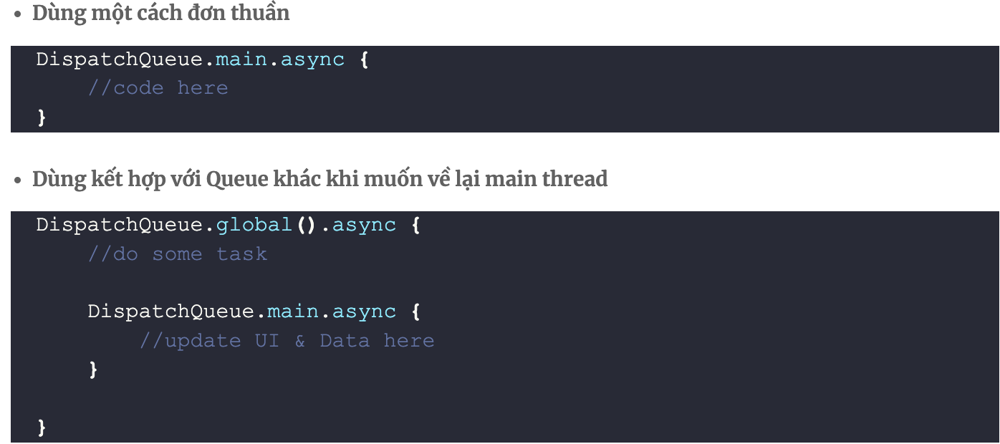 • Dùng một cách đơn thuần
DispatchQueue.main.async {
//code here
}
• Dùng kết hợp với Queue khác khi muốn về lại main thread
DispatchQueue.global().async {
//do some task
DispatchQueue.main.async {
//update UI & Data here
}
}